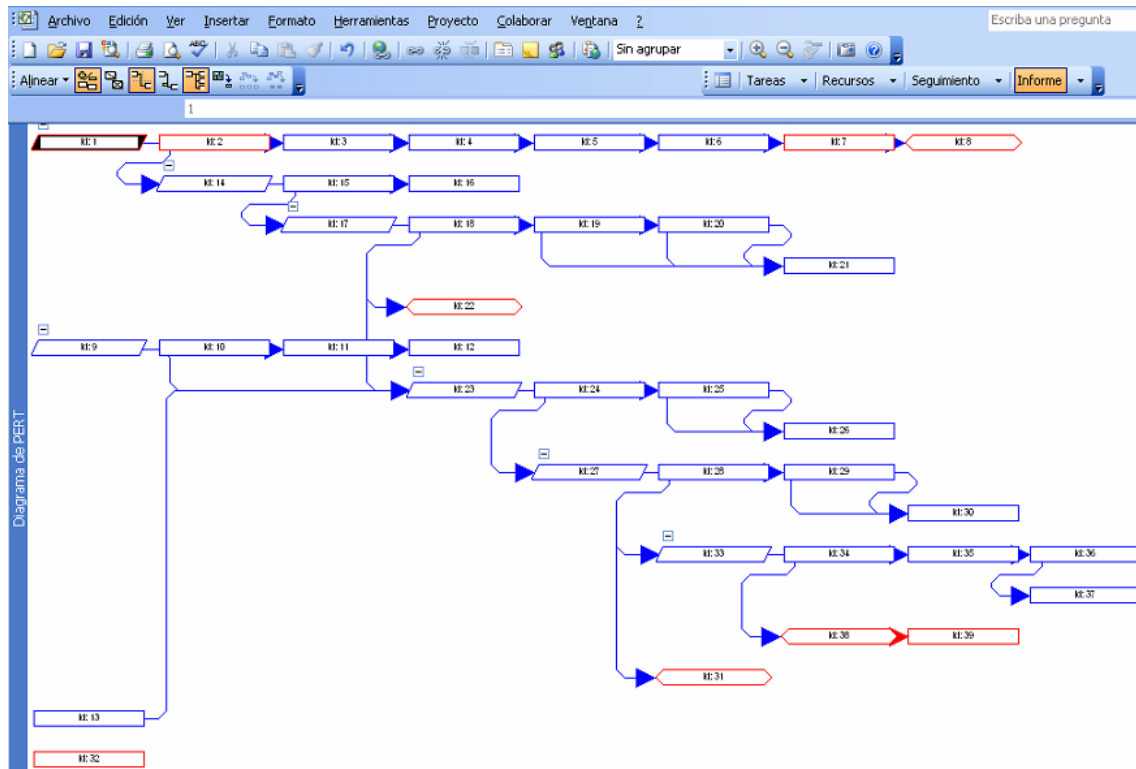 Archivo Edición Ver Insertar Formato Herramientas Proyecto Colaborar Ventana ? Escriba una pregunta
Sin agrupar
Alinear Tareas Recursos Seguimiento Informe
1
Id: 1 Id: 2 Id: 3 Id: 4 Id: 5 Id: 6 Id: 7 Id: 8
Id: 14 Id: 15 Id: 16
Id: 17 Id: 18 Id: 19 Id: 20
Id: 21
Id: 22
Id: 9 Id: 10 Id: 11 Id: 12
Id: 23 Id: 24 Id: 25
Id: 26
Id: 27 Id: 28 Id: 29
Id: 30
Id: 33 Id: 34 Id: 35 Id: 36
Id: 37
Id: 38 Id: 39
Id: 31
Id: 13
Id: 32
Diagrama de PERT